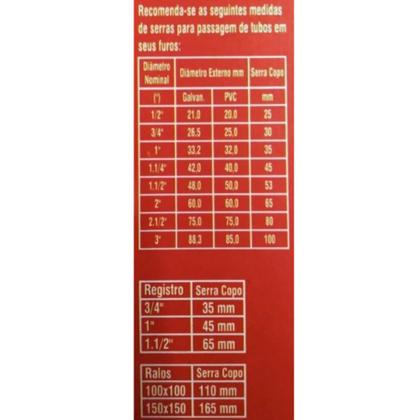 Recomenda-se as seguintes medidas
de serras para passagem de tubos em
seus furos:
Diâmetro Nominal Diâmetro Externo mm Serra Copo
(") Galvan. PVC mm
1/2" 21,0 20,0 25
3/4" 26,5 25,0 30
1" 33,2 32,0 35
1.1/4" 42,0 40,0 45
1.1/2" 48,0 50,0 53
2" 60,0 60,0 65
2.1/2" 75,0 75,0 80
3" 88,3 85,0 100
Registro Serra Copo
3/4" 35 mm
1" 45 mm
1.1/2" 65 mm
Ralos Serra Copo
100x100 110 mm
150x150 165 mm